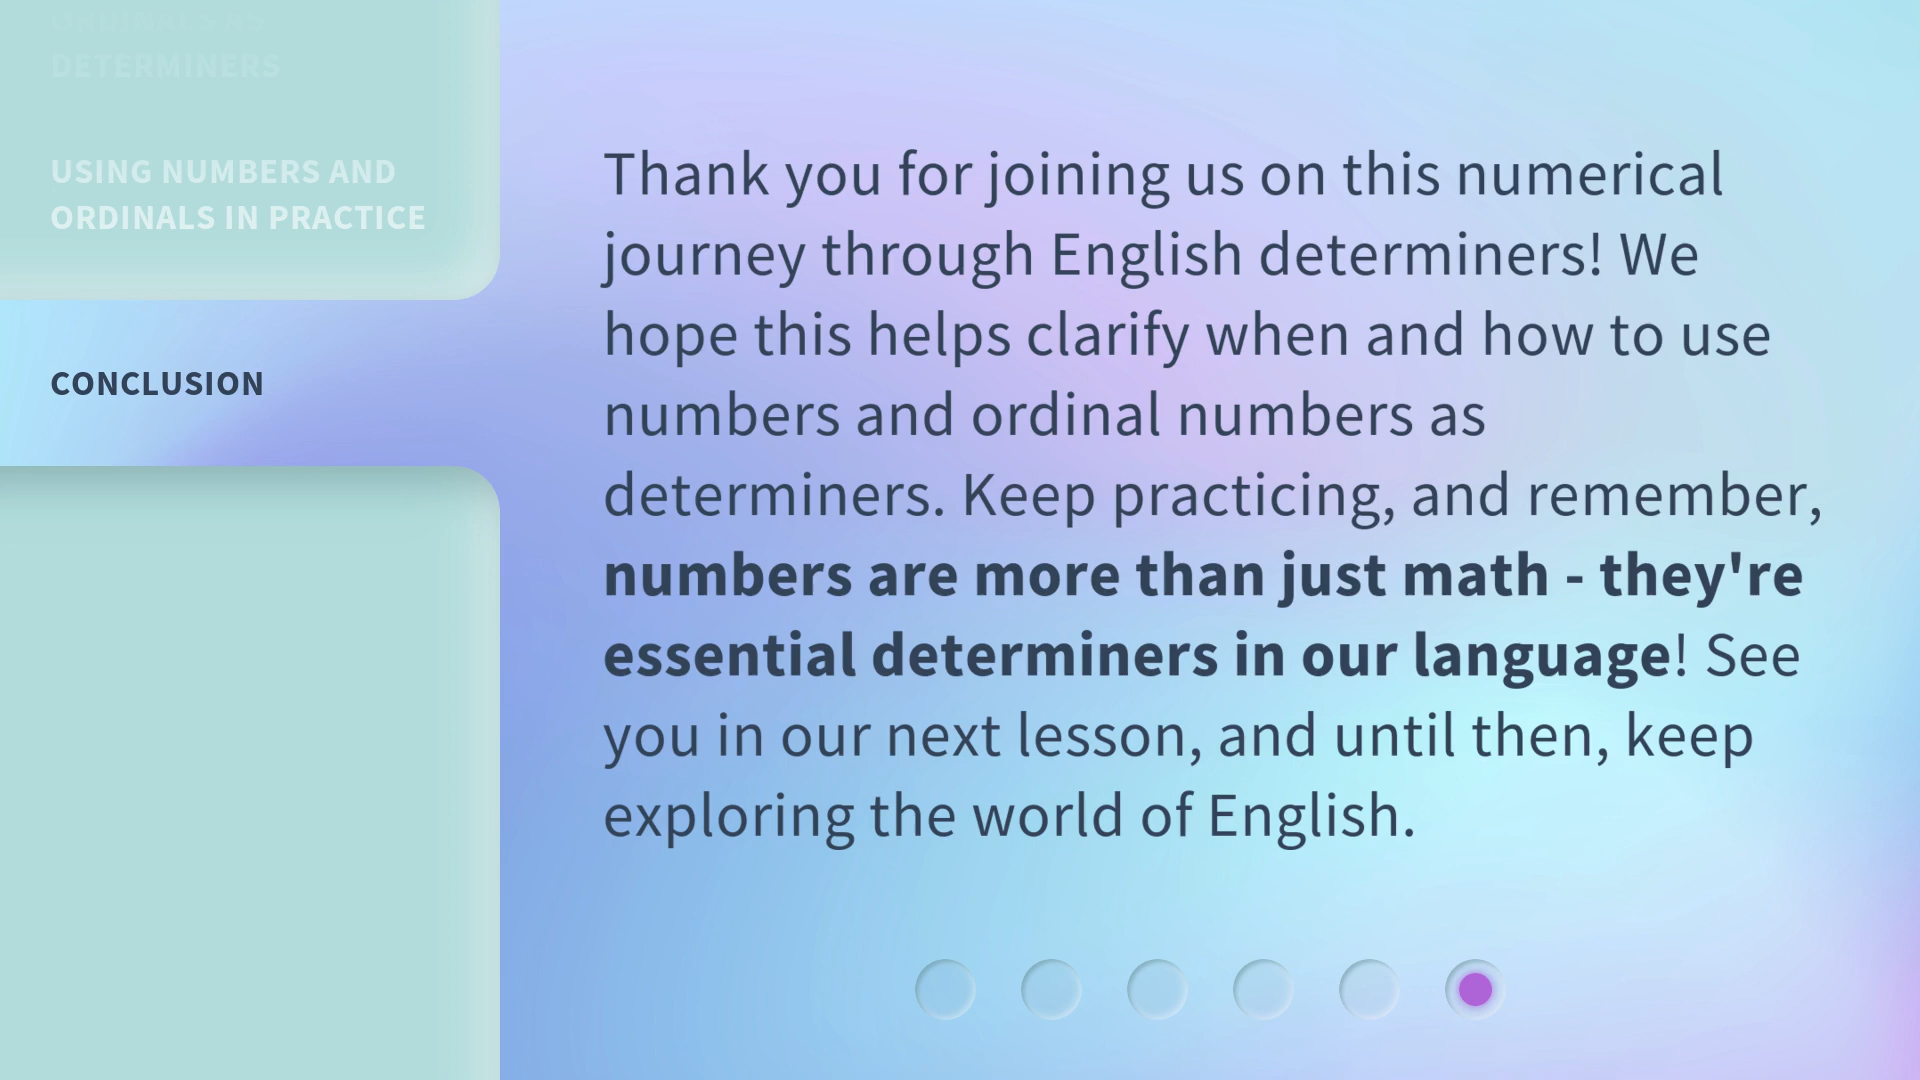 ORDINALS AS
DETERMINERS
USING NUMBERS AND
ORDINALS IN PRACTICE
CONCLUSION
Thank you for joining us on this numerical
journey through English determiners! We
hope this helps clarify when and how to use
numbers and ordinal numbers as
determiners. Keep practicing, and remember,
numbers are more than just math - they're
essential determiners in our language! See
you in our next lesson, and until then, keep
exploring the world of English.